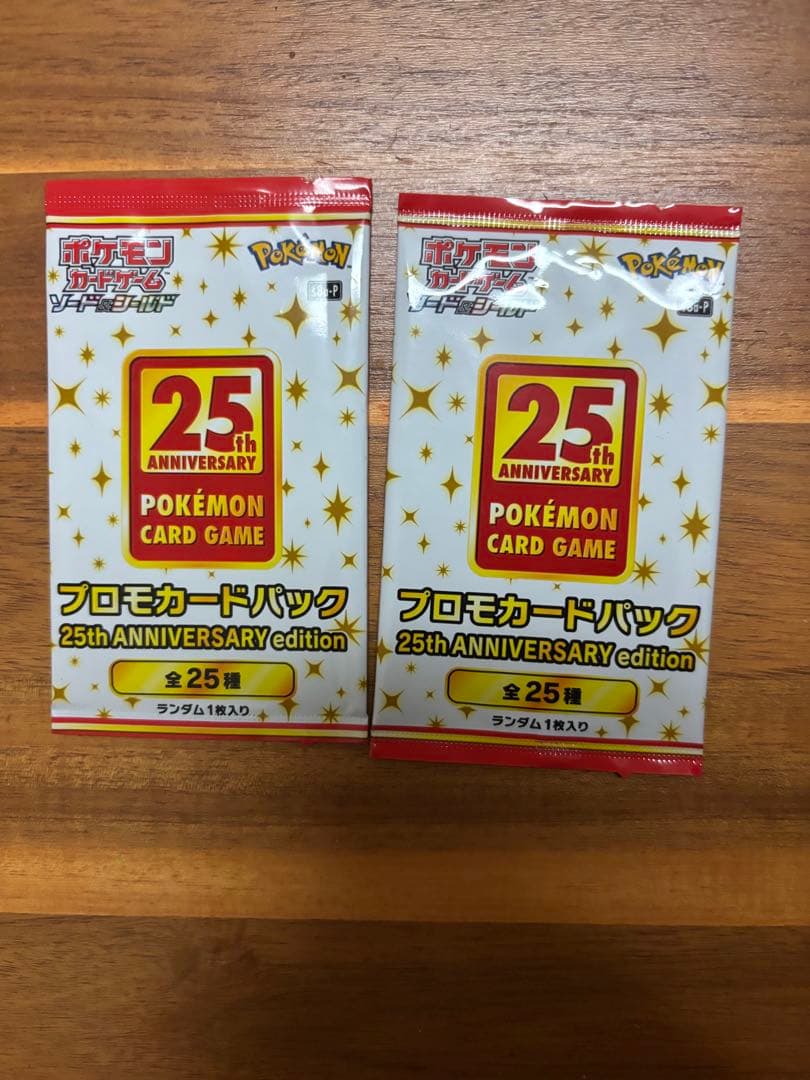 ポケモン
カードゲーム™
ソード&シールド
Pokémon
S8a-P
25th
ANNIVERSARY
POKÉMON
CARD GAME
プロモカードパック
25th ANNIVERSARY edition
全25種
ランダム1枚入り
ポケモン
カードゲーム
ソード&シールド
Pokémon
25th
ANNIVERSARY
POKÉMON
CARD GAME
プロモカードパック
25th ANNIVERSARY edition
全25種
ランダム1枚入り